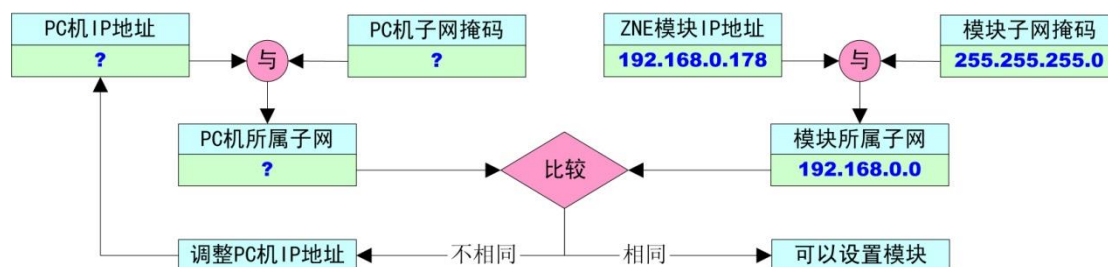 PC机IP地址
?
与
PC机子网掩码
?
ZNE模块IP地址
192.168.0.178
与
模块子网掩码
255.255.255.0
PC机所属子网
?
比较
模块所属子网
192.168.0.0
调整PC机IP地址
不相同
相同
可以设置模块